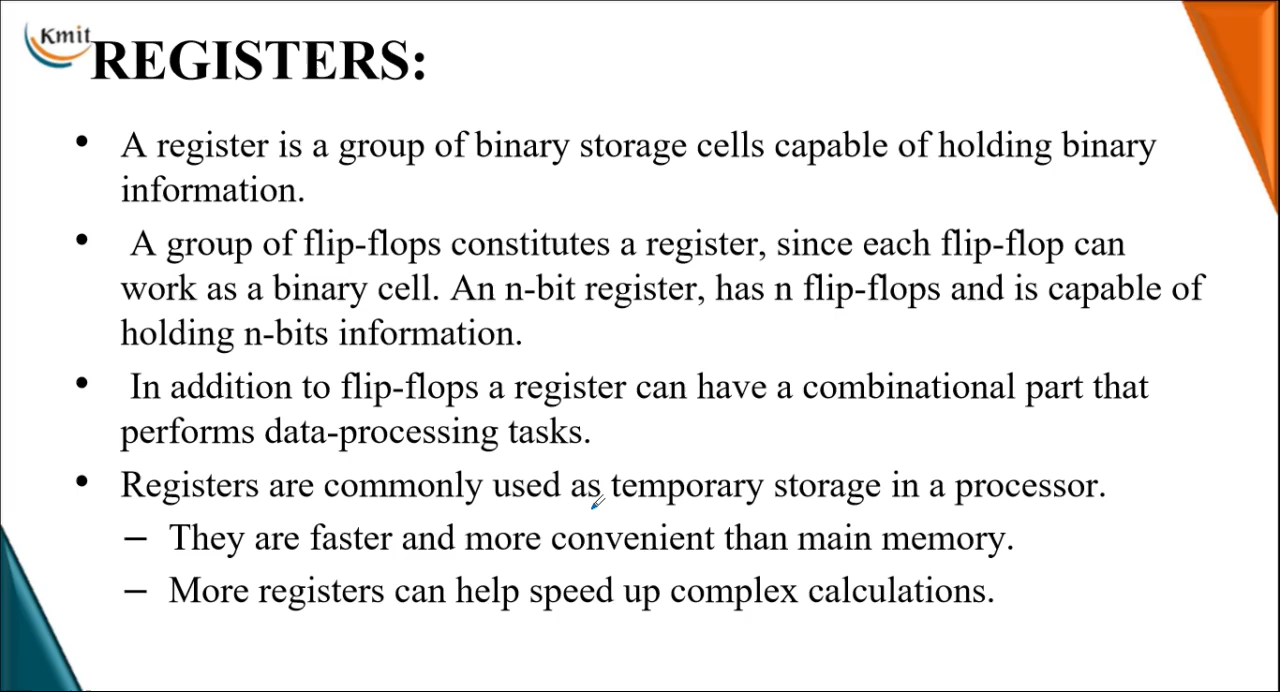 Kmit
REGISTERS:
• A register is a group of binary storage cells capable of holding binary
information.
• A group of flip-flops constitutes a register, since each flip-flop can
work as a binary cell. An n-bit register, has n flip-flops and is capable of
holding n-bits information.
• In addition to flip-flops a register can have a combinational part that
performs data-processing tasks.
• Registers are commonly used as temporary storage in a processor.
– They are faster and more convenient than main memory.
– More registers can help speed up complex calculations.